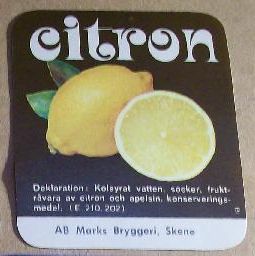 citron
Deklaration: Kolsyrat vatten, socker, frukt-
råvara av citron och apelsin, konserverings-
medel. (E 210, 202)
AB Marks Bryggeri, Skene